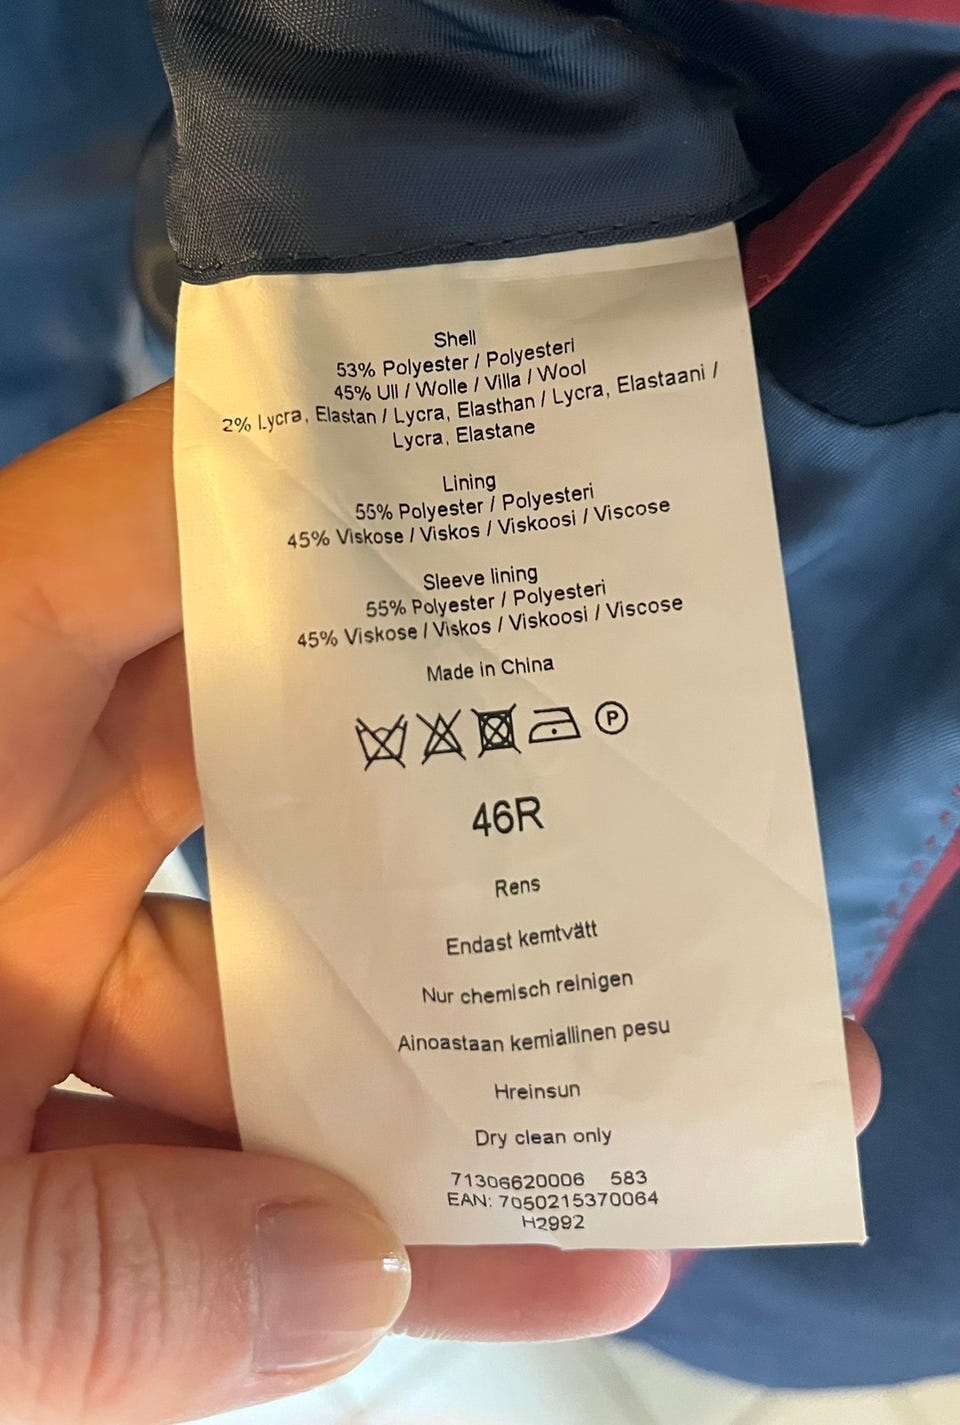 Shell
53% Polyester / Polyesteri
45% Ull / Wolle / Villa / Wool
2% Lycra, Elastan / Lycra, Elasthan / Lycra, Elastaani /
Lycra, Elastane
Lining
55% Polyester / Polyesteri
45% Viskose / Viskos / Viskoosi / Viscose
Sleeve lining
55% Polyester / Polyesteri
45% Viskose / Viskos / Viskoosi / Viscose
Made in China
P
46R
Rens
Endast kemtvätt
Nur chemisch reinigen
Ainoastaan kemiallinen pesu
Hreinsun
Dry clean only
71306620006 583
EAN: 7050215370064
H2992